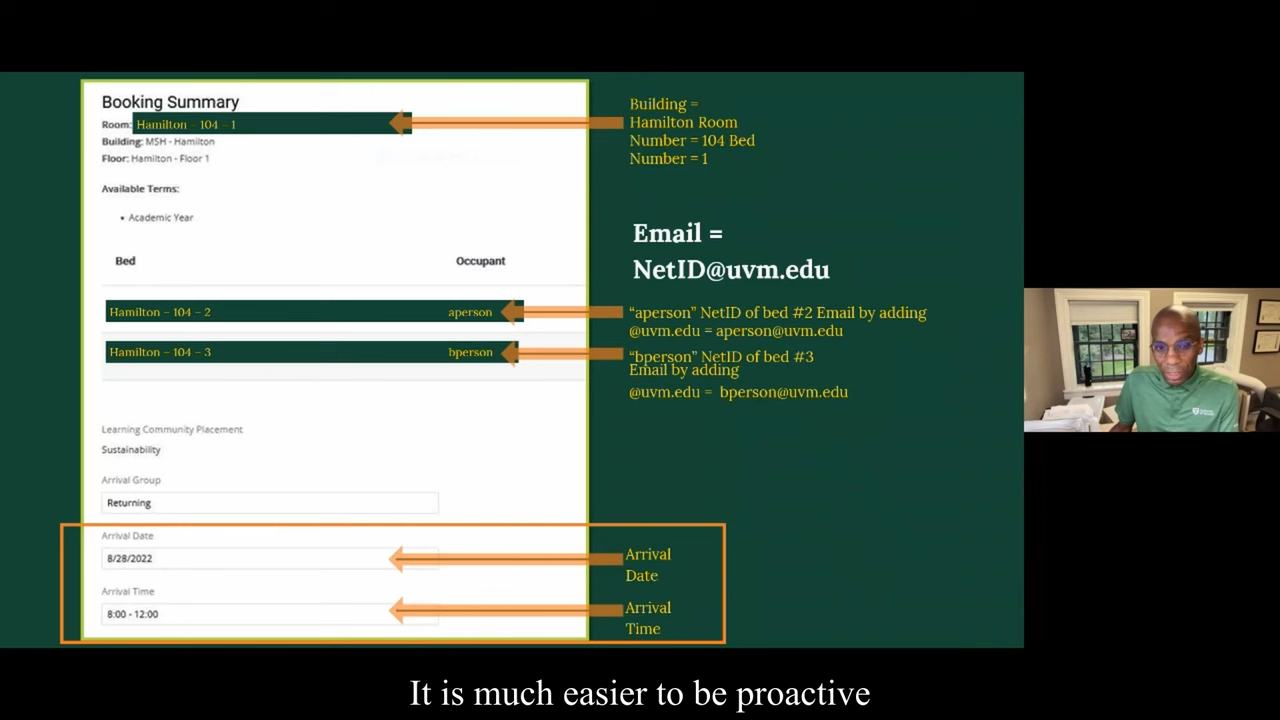 Booking Summary
Room: Hamilton – 104 – 1
Building: MSH - Hamilton
Floor: Hamilton - Floor 1
Available Terms:
• Academic Year
Bed Occupant
Hamilton – 104 – 2 aperson
Hamilton – 104 – 3 bperson
Learning Community Placement
Sustainability
Arrival Group
Returning
Arrival Date
8/28/2022
Arrival Time
8:00 - 12:00
Building =
Hamilton Room
Number = 104 Bed
Number = 1
Email =
NetID@uvm.edu
“aperson” NetID of bed #2 Email by adding
@uvm.edu = aperson@uvm.edu
“bperson” NetID of bed #3
Email by adding
@uvm.edu = bperson@uvm.edu
Arrival
Date
Arrival
Time
It is much easier to be proactive